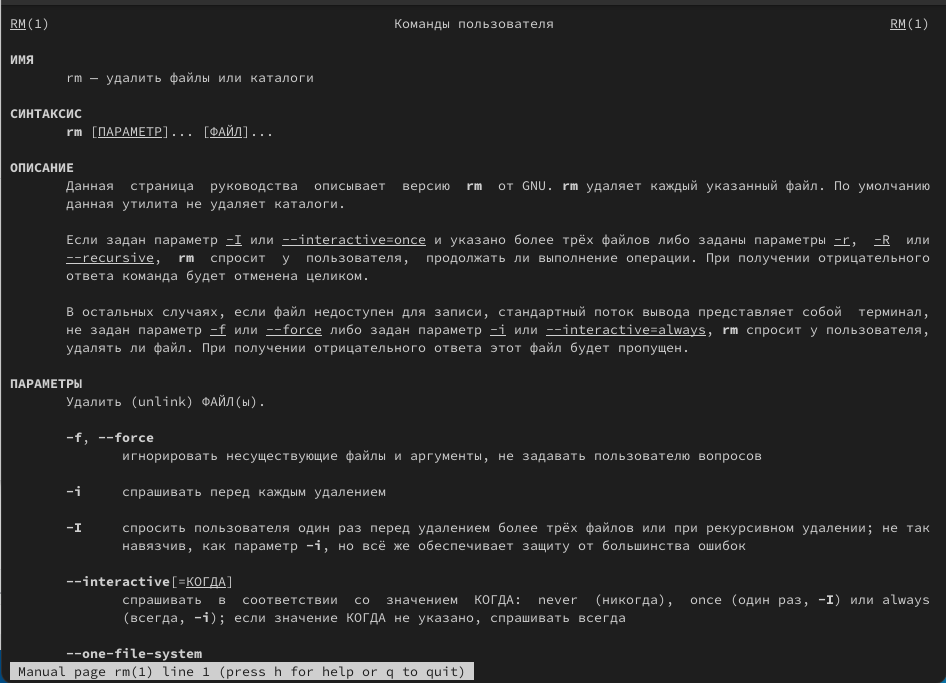 RM(1) Команды пользователя RM(1)
ИМЯ
rm — удалить файлы или каталоги
СИНТАКСИС
rm [ПАРАМЕТР]... [ФАЙЛ]...
ОПИСАНИЕ
Данная страница руководства описывает версию rm от GNU. rm удаляет каждый указанный файл. По умолчанию
данная утилита не удаляет каталоги.
Если задан параметр -I или --interactive=once и указано более трёх файлов либо заданы параметры -r, -R или
--recursive, rm спросит у пользователя, продолжать ли выполнение операции. При получении отрицательного
ответа команда будет отменена целиком.
В остальных случаях, если файл недоступен для записи, стандартный поток вывода представляет собой терминал,
не задан параметр -f или --force либо задан параметр -i или --interactive=always, rm спросит у пользователя,
удалять ли файл. При получении отрицательного ответа этот файл будет пропущен.
ПАРАМЕТРЫ
Удалить (unlink) ФАЙЛ(ы).
-f, --force
игнорировать несуществующие файлы и аргументы, не задавать пользователю вопросов
-i спрашивать перед каждым удалением
-I спросить пользователя один раз перед удалением более трёх файлов или при рекурсивном удалении; не так
навязчив, как параметр -i, но всё же обеспечивает защиту от большинства ошибок
--interactive[=КОГДА]
спрашивать в соответствии со значением КОГДА: never (никогда), once (один раз, -I) или always
(всегда, -i); если значение КОГДА не указано, спрашивать всегда
--one-file-system
Manual page rm(1) line 1 (press h for help or q to quit)